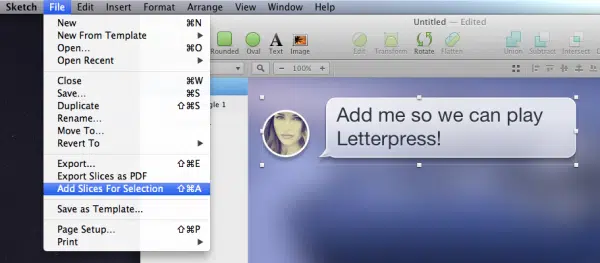 Sketch File Edit Insert Format Arrange View Window Help
Untitled — Edited
New ⌘N
New From Template ▶
Open... ⌘O
Open Recent ▶
Close ⌘W
Save... ⌘S
Duplicate ⇧⌘S
Rename...
Move To...
Revert To ▶
Export... ⇧⌘E
Export Slices as PDF
Add Slices For Selection ⇧⌘A
Save as Template...
Page Setup... ⇧⌘P
Print ▶
Rounded Oval Text Image Edit Transform Rotate Flatten Union Subtract Intersect
− 100% +
gle 1
Add me so we can play
Letterpress!